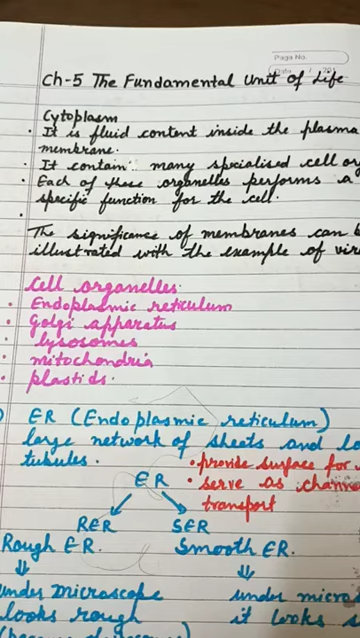 Page No.
Date
Ch-5 The Fundamental Unit of Life
Cytoplasm
• It is fluid content inside the plasma
membrane.
• It contain many specialised cell
• Each of these organelles performs a
specific function for the cell.
•
The significance of membranes can
illustrated with the example of
Cell organelles.
• Endoplasmic reticulum
• Golgi apparatus
• lysosomes
• mitochondria
• plastids.
ER (Endoplasmic reticulum)
large network of sheets and
tubules.
• provide surface for
ER • serve as
transport
RER SER
Rough ER. Smooth ER.
under microscope under
looks rough it looks